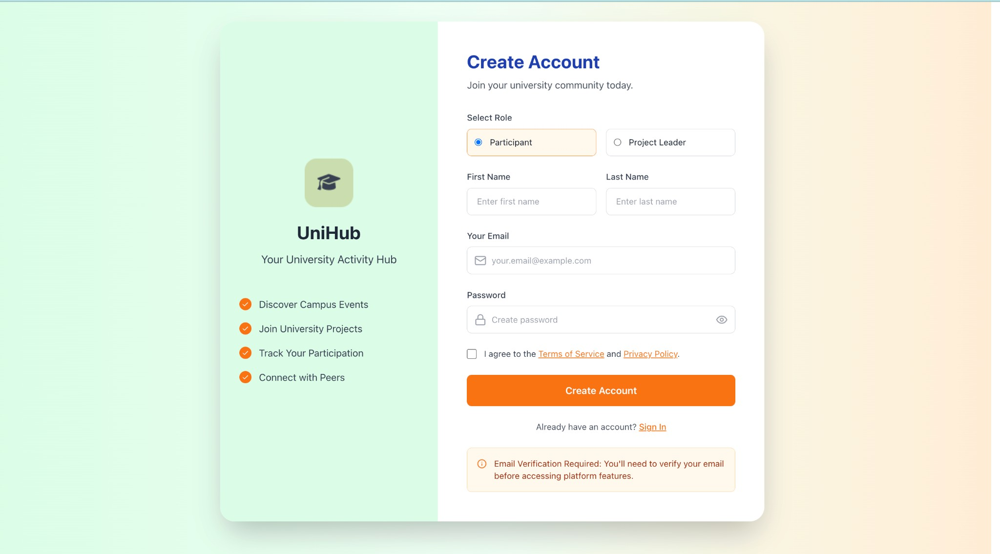 UniHub
Your University Activity Hub
Discover Campus Events
Join University Projects
Track Your Participation
Connect with Peers
Create Account
Join your university community today.
Select Role
Participant
Project Leader
First Name
Last Name
Enter first name
Enter last name
Your Email
your.email@example.com
Password
Create password
I agree to the Terms of Service and Privacy Policy.
Create Account
Already have an account? Sign In
Email Verification Required: You'll need to verify your email
before accessing platform features.